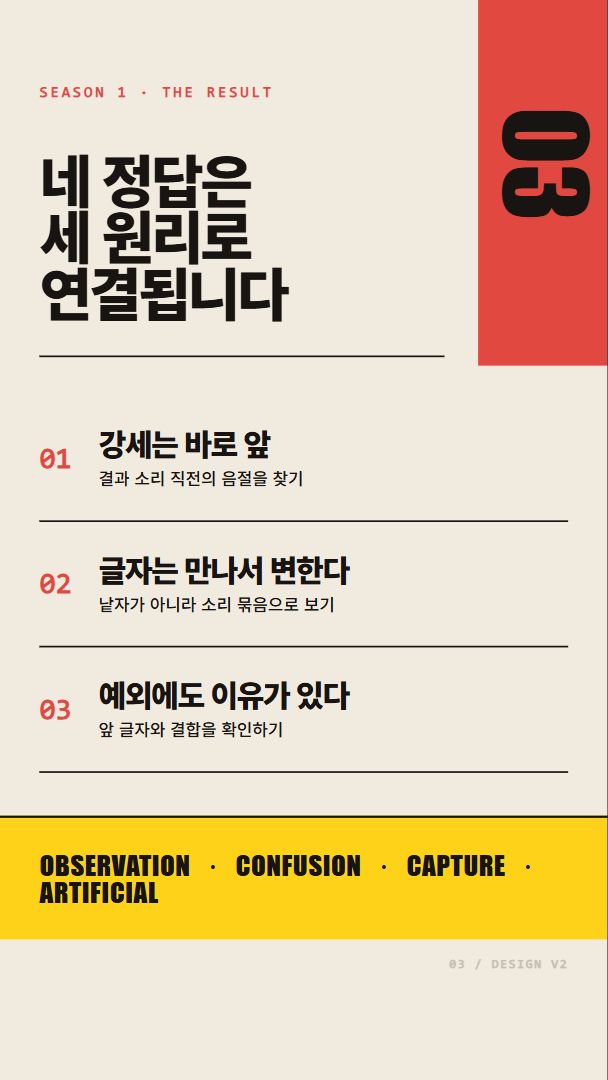 SEASON 1 · THE RESULT
03
네 정답은
세 원리로
연결됩니다
01
강세는 바로 앞
결과 소리 직전의 음절을 찾기
02
글자는 만나서 변한다
낱자가 아니라 소리 묶음으로 보기
03
예외에도 이유가 있다
앞 글자와 결합을 확인하기
OBSERVATION · CONFUSION · CAPTURE ·
ARTIFICIAL
03 / DESIGN V2